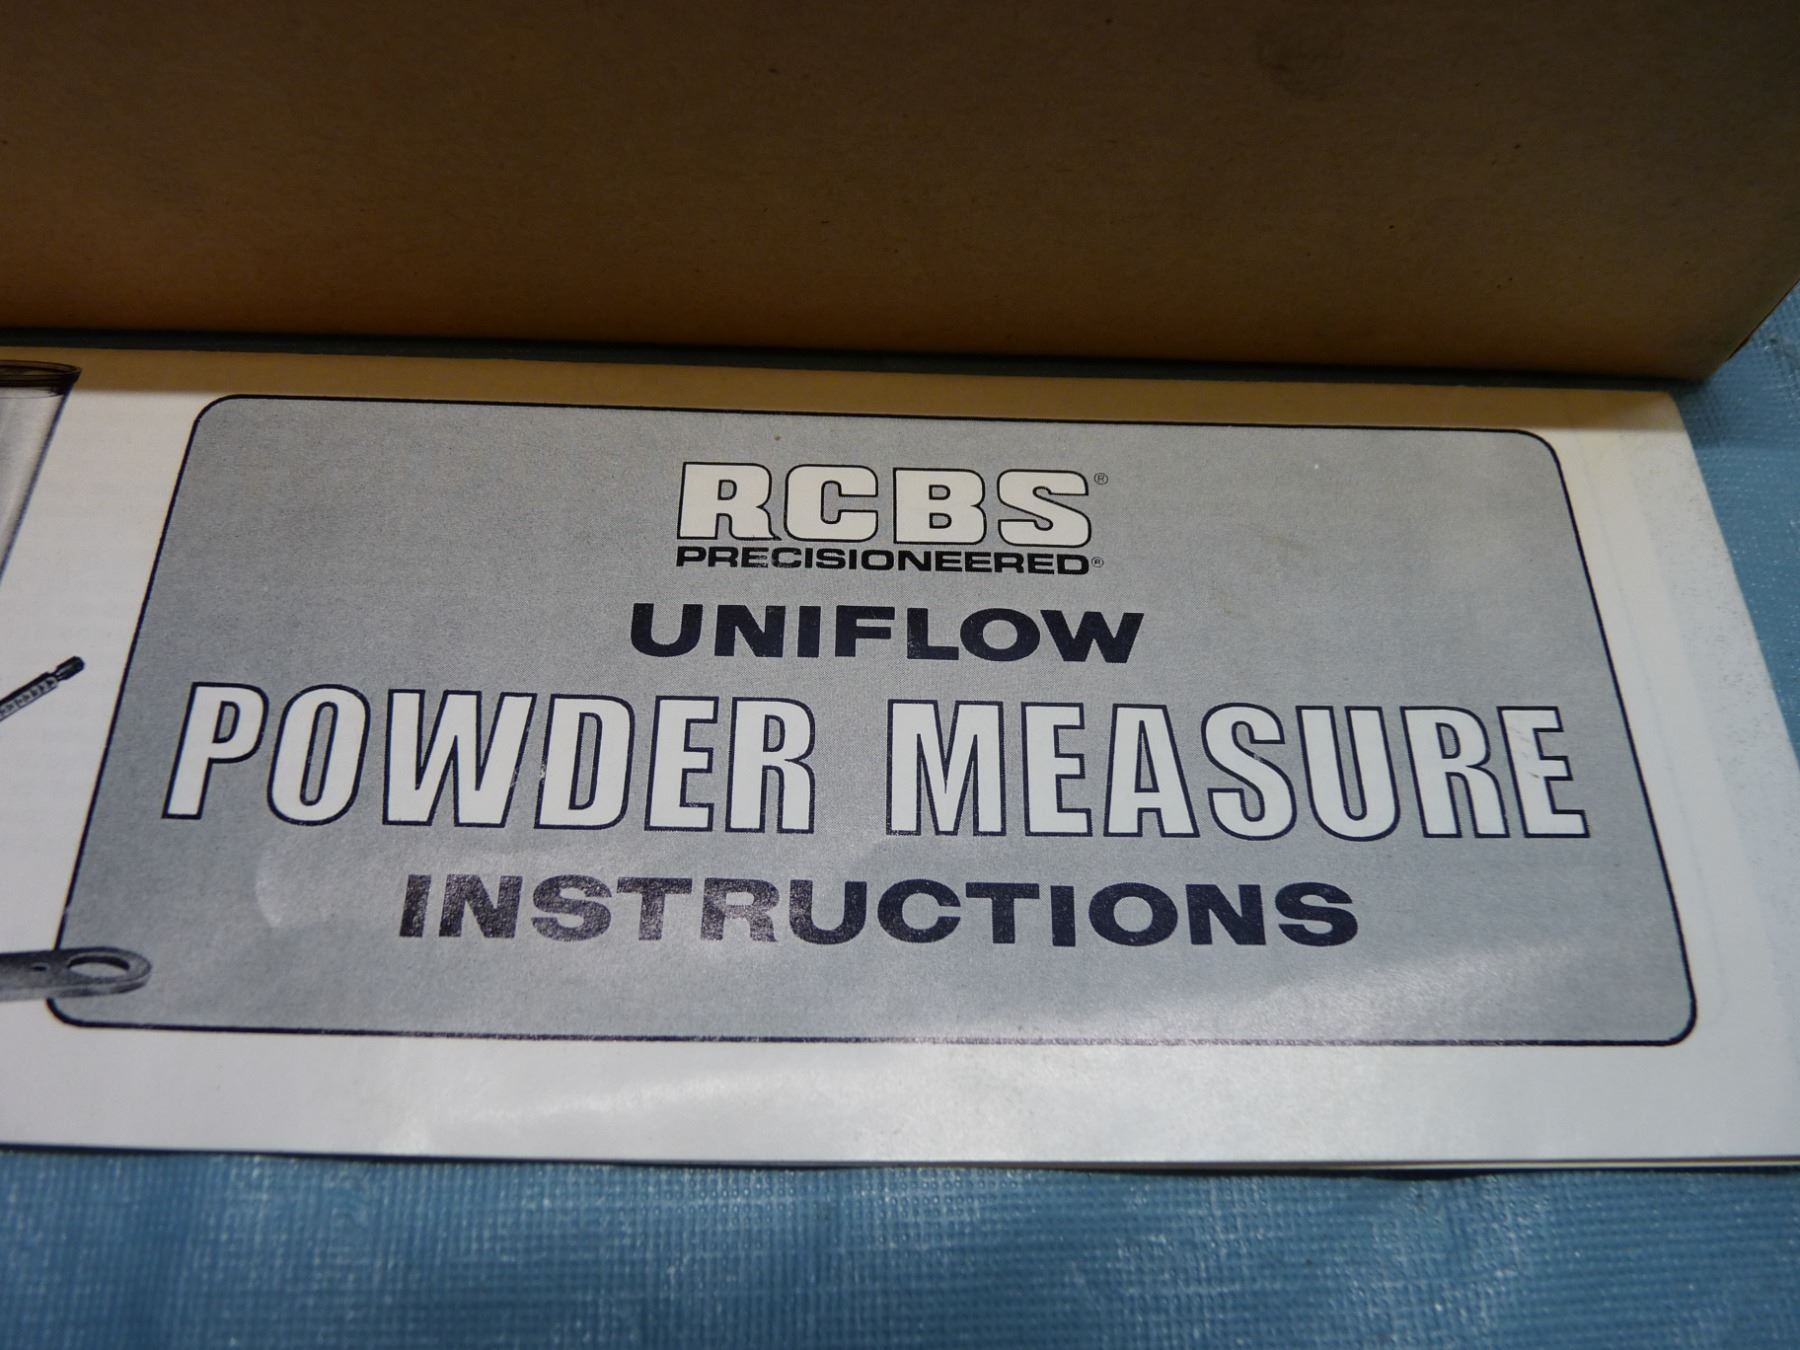 RCBS®
PRECISIONEERED®
UNIFLOW
POWDER MEASURE
INSTRUCTIONS